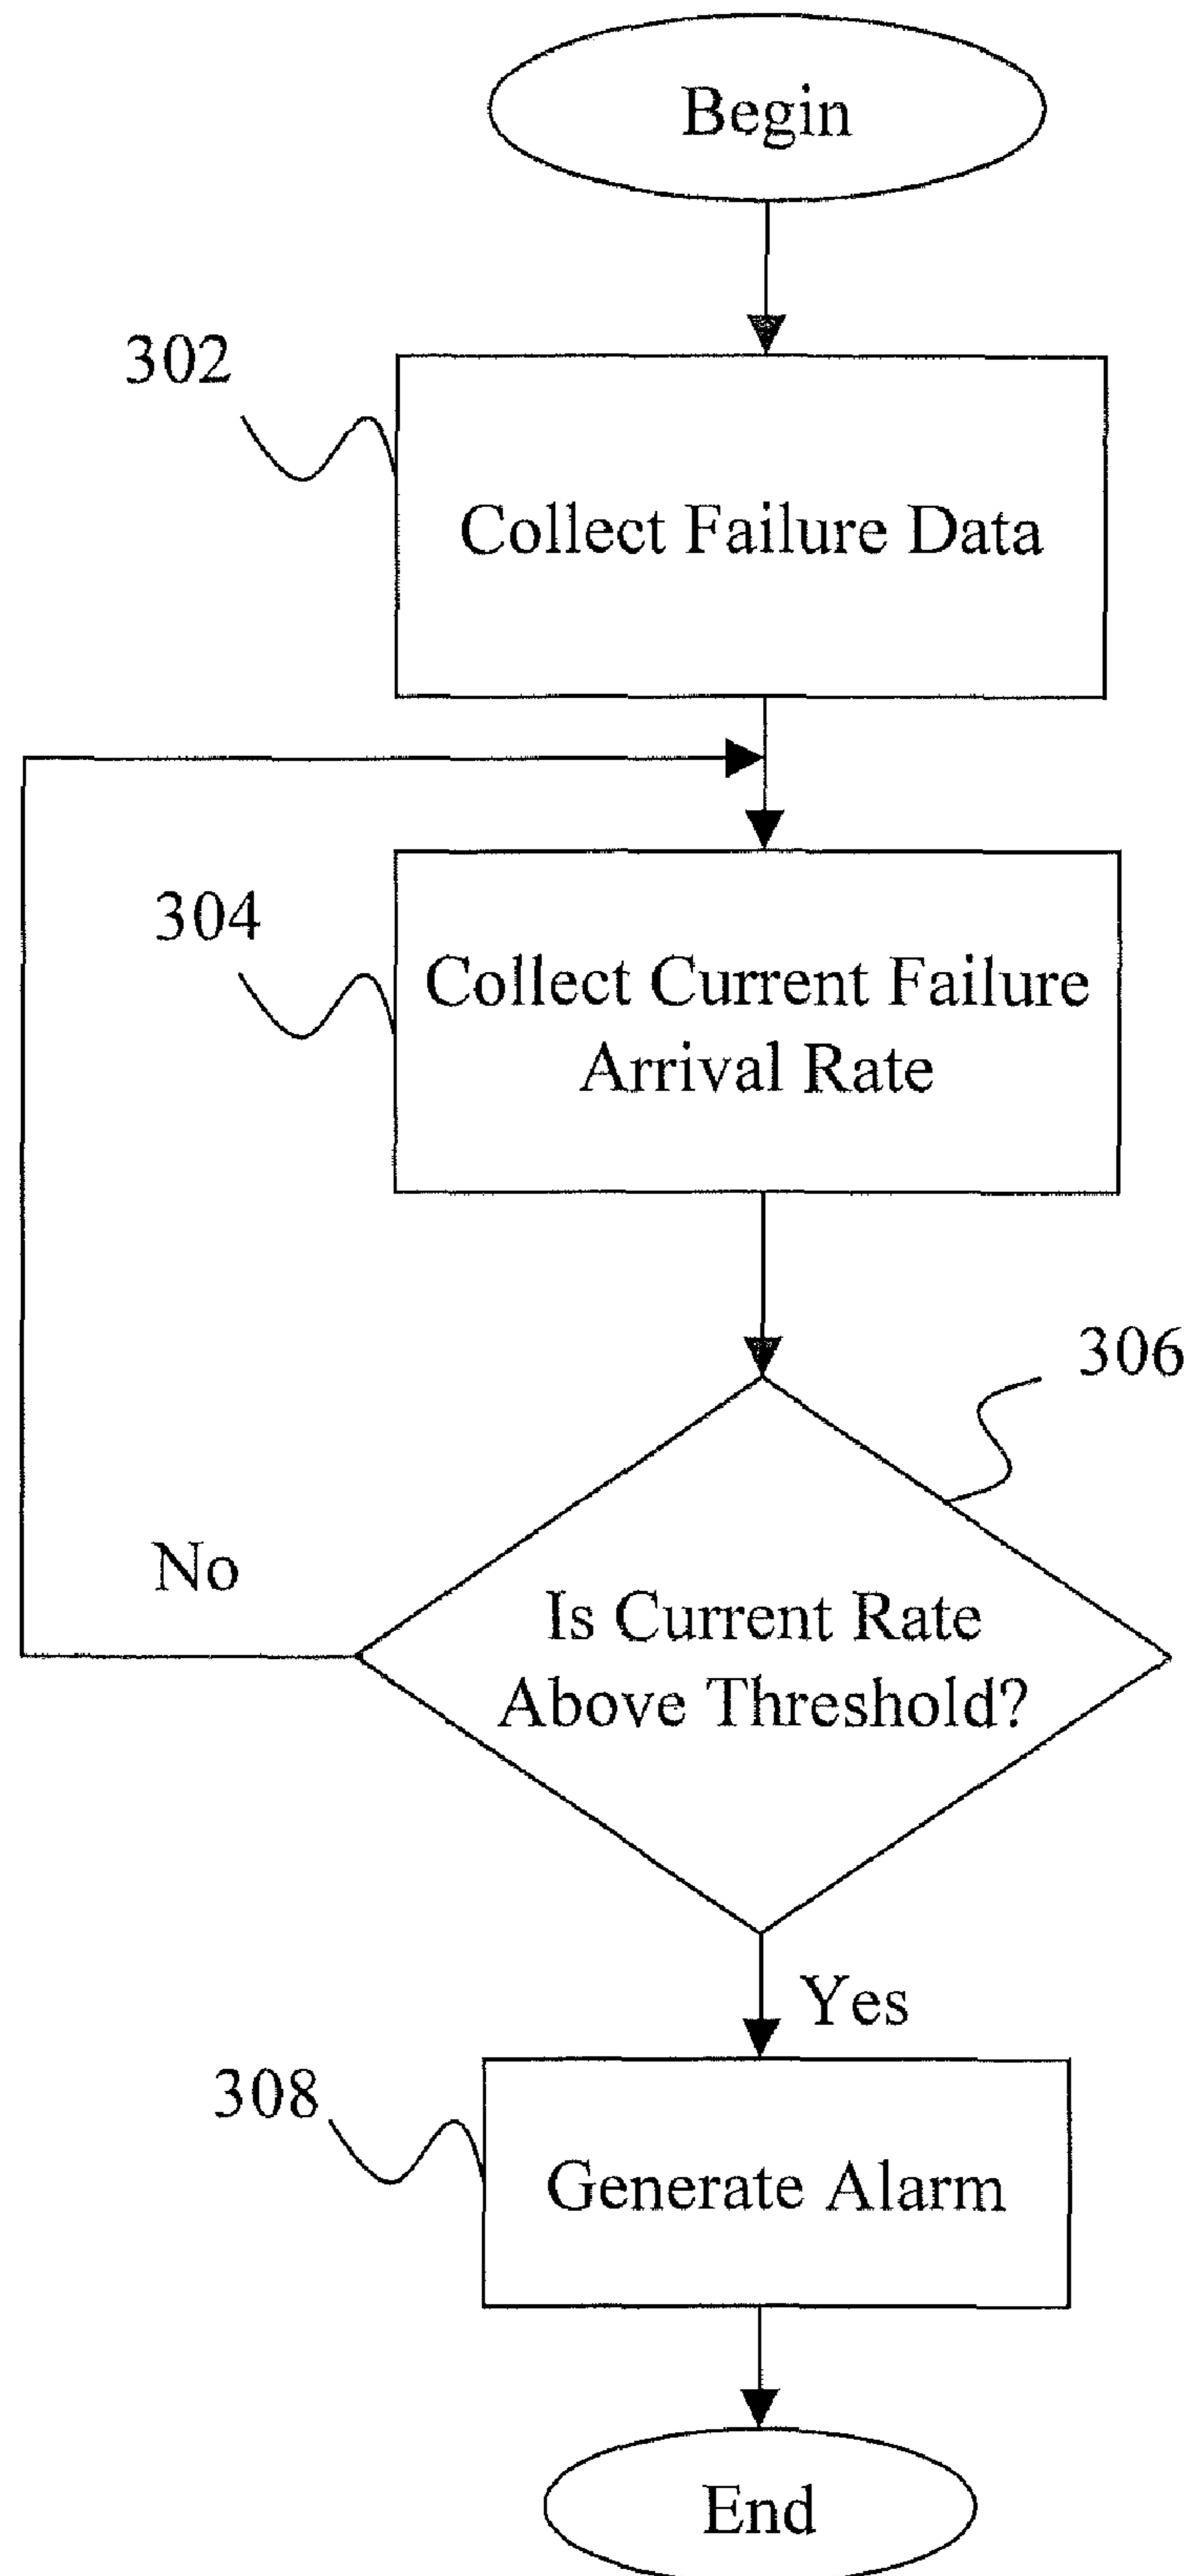 Begin
302
Collect Failure Data
304
Collect Current Failure
Arrival Rate
306
No
Is Current Rate
Above Threshold?
Yes
308
Generate Alarm
End